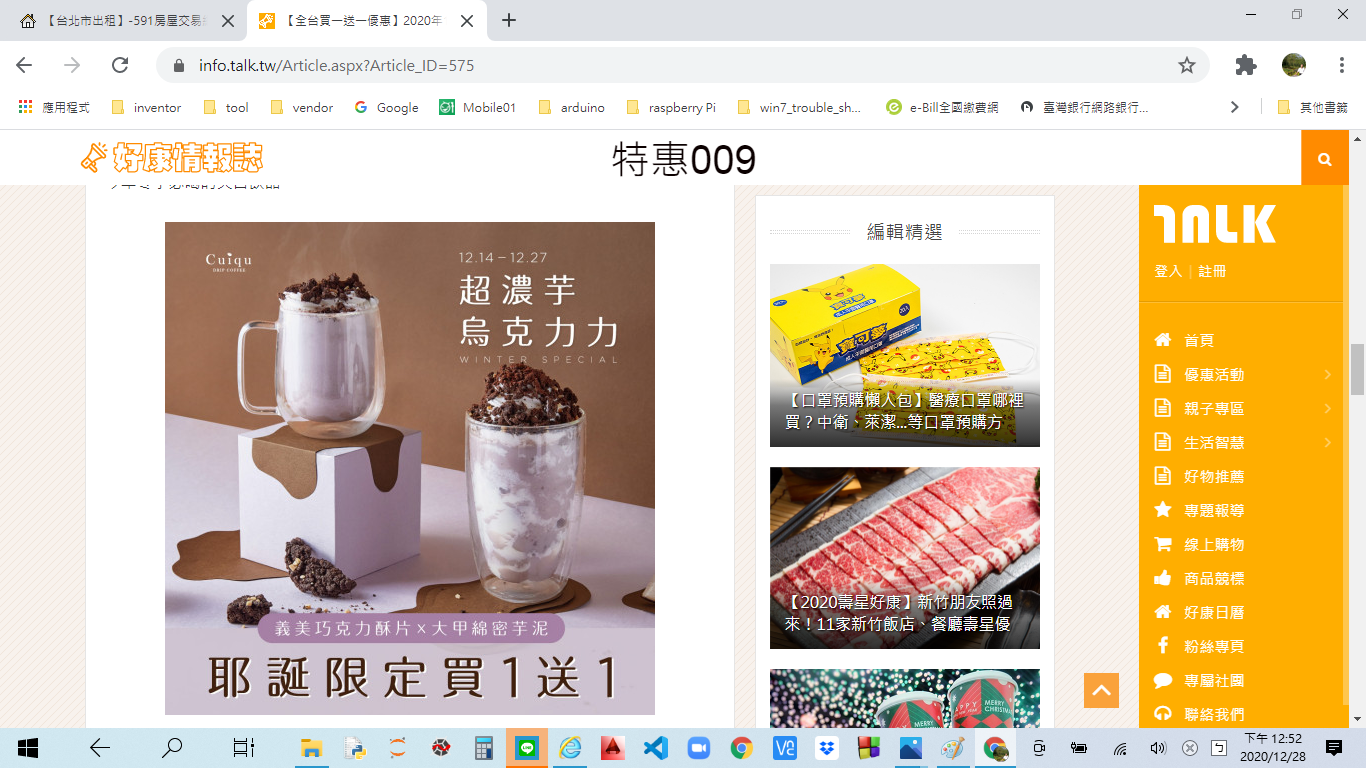 【台北市出租】-591房屋交易
【全台買一送一優惠】2020年
info.talk.tw/Article.aspx?Article_ID=575
應用程式
inventor
tool
vendor
Google
Mobile01
arduino
raspberry Pi
win7_trouble_sh...
e-Bill全國繳費網
臺灣銀行網路銀行...
其他書籤
好康情報誌
特惠009
Cuiqu
DRIP COFFEE
12.14－12.27
超濃芋
烏克力力
WINTER SPECIAL
義美巧克力酥片x大甲綿密芋泥
耶誕限定買1送1
編輯精選
寶可夢
【口罩預購懶人包】醫療口罩哪裡
買？中衛、萊潔...等口罩預購方
【2020壽星好康】新竹朋友照過
來！11家新竹飯店、餐廳壽星優
HAPPY
NEW YEAR
MERRY
CHRISTMAS
MERRY
CHRISTMAS
TALK
登入｜註冊
首頁
優惠活動
親子專區
生活智慧
好物推薦
專題報導
線上購物
商品競標
好康日曆
粉絲專頁
專屬社團
聯絡我們
下午 12:52
2020/12/28